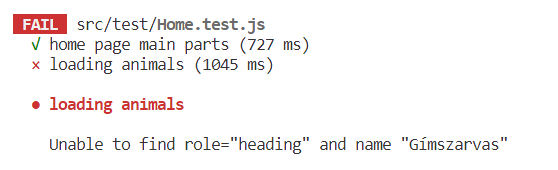 FAIL src/test/Home.test.js
√ home page main parts (727 ms)
× loading animals (1045 ms)
● loading animals
Unable to find role="heading" and name "Gímszarvas"